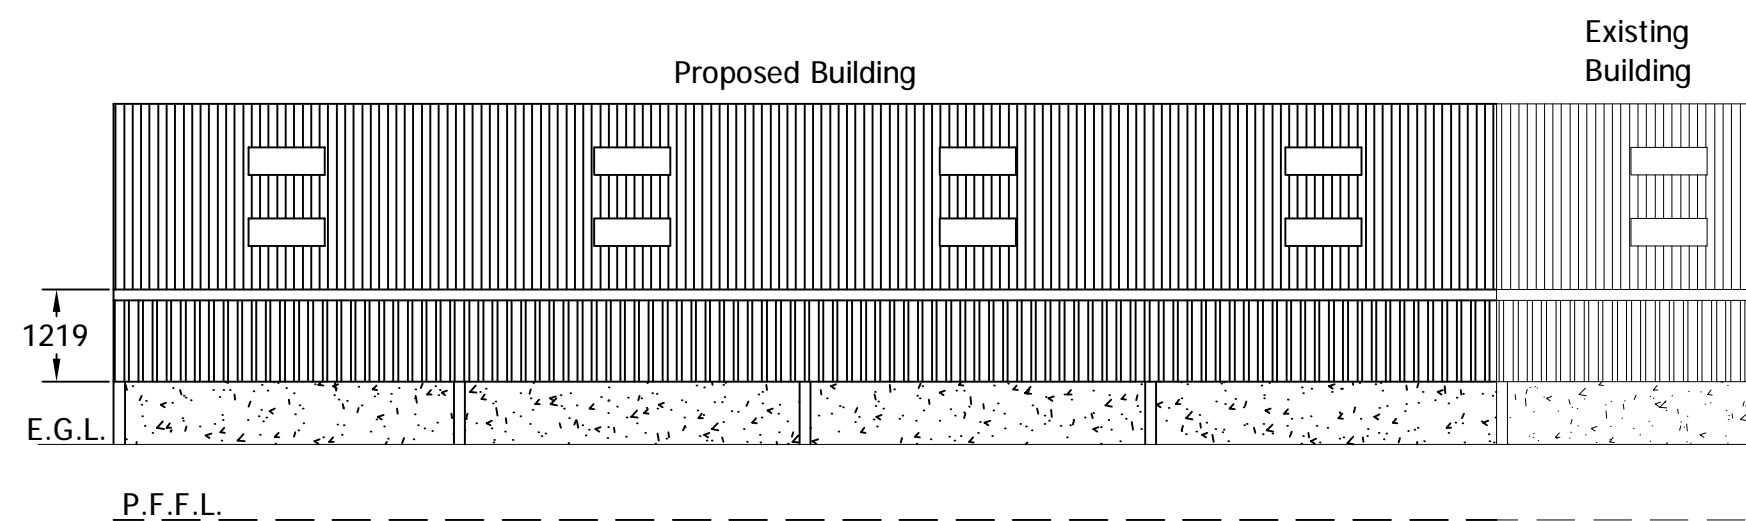 Existing
Building
Proposed Building
1219
E.G.L.
P.F.F.L.